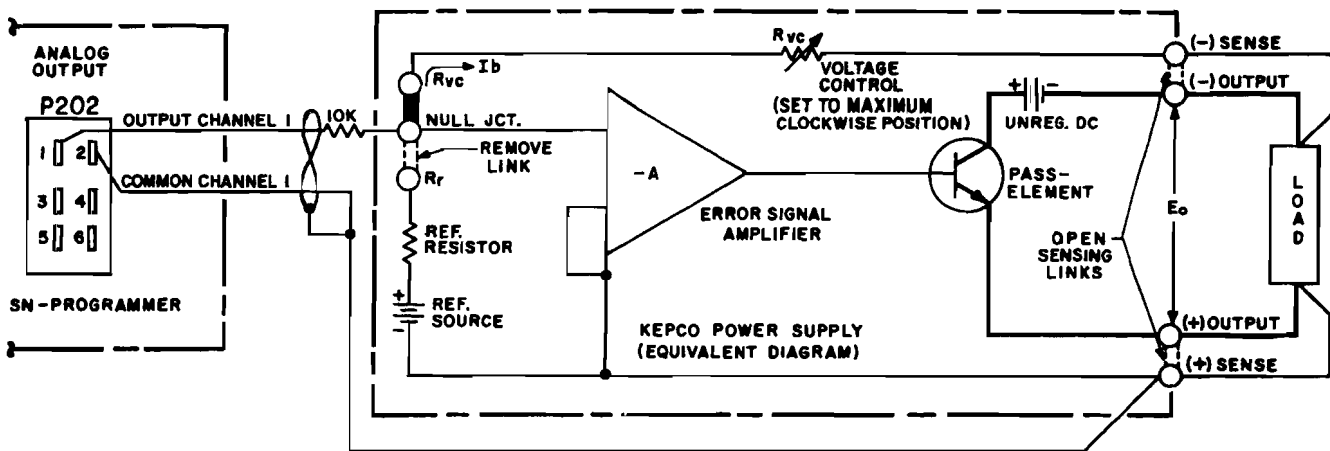 ANALOG
OUTPUT
P202
1 2
3 4
5 6
SN-PROGRAMMER
OUTPUT CHANNEL 1
COMMON CHANNEL 1
10K
Rvc
Ib
NULL JCT.
REMOVE
LINK
Rr
REF.
RESISTOR
+
REF.
SOURCE
-
-A
ERROR SIGNAL
AMPLIFIER
KEPCO POWER SUPPLY
(EQUIVALENT DIAGRAM)
Rvc
VOLTAGE
CONTROL
(SET TO MAXIMUM
CLOCKWISE POSITION)
+ -
UNREG. DC
PASS-
ELEMENT
OPEN
SENSING
LINKS
Eo
(-) SENSE
(-) OUTPUT
LOAD
(+) OUTPUT
(+) SENSE